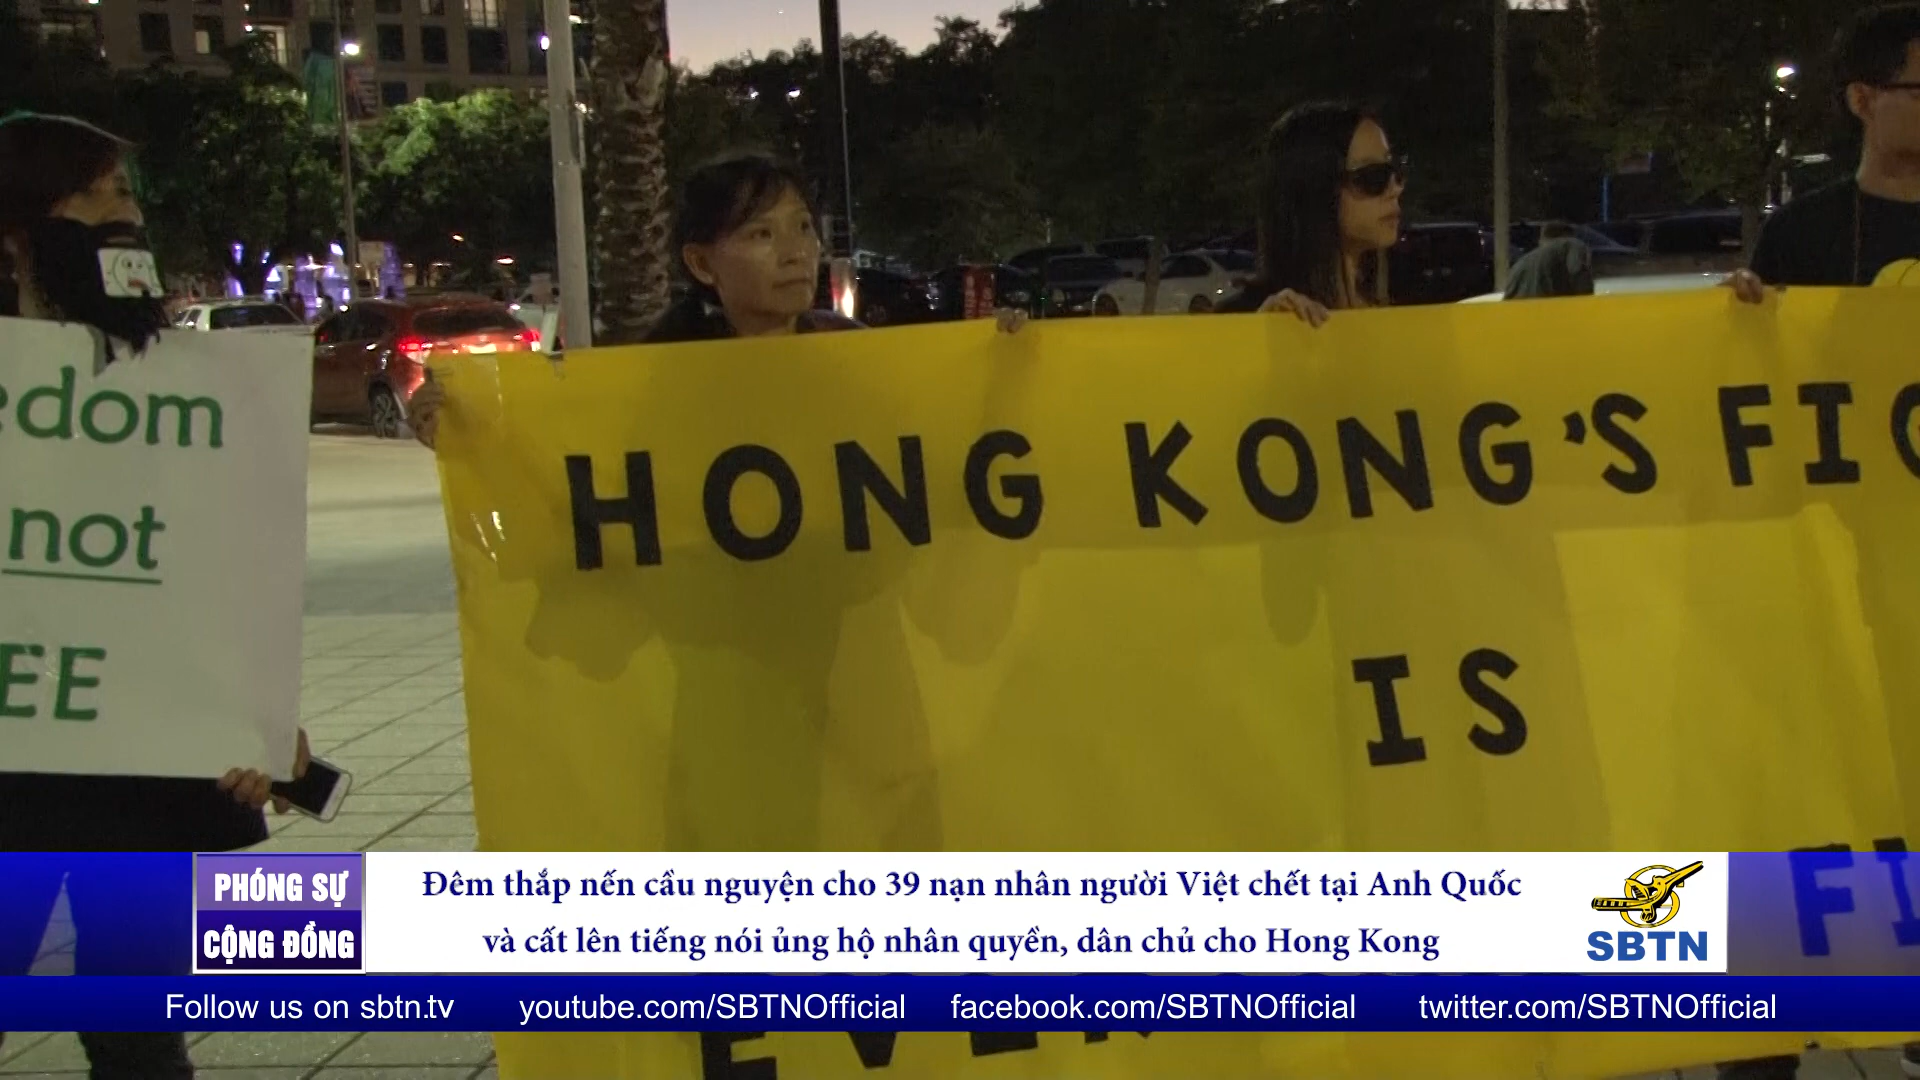 edom
not
EE
HONG KONG'S FIG
IS
FI
EVER
PHÓNG SỰ
CỘNG ĐỒNG
Đêm thắp nến cầu nguyện cho 39 nạn nhân người Việt chết tại Anh Quốc
và cất lên tiếng nói ủng hộ nhân quyền, dân chủ cho Hong Kong
SBTN
Follow us on sbtn.tv youtube.com/SBTNOfficial facebook.com/SBTNOfficial twitter.com/SBTNOfficial